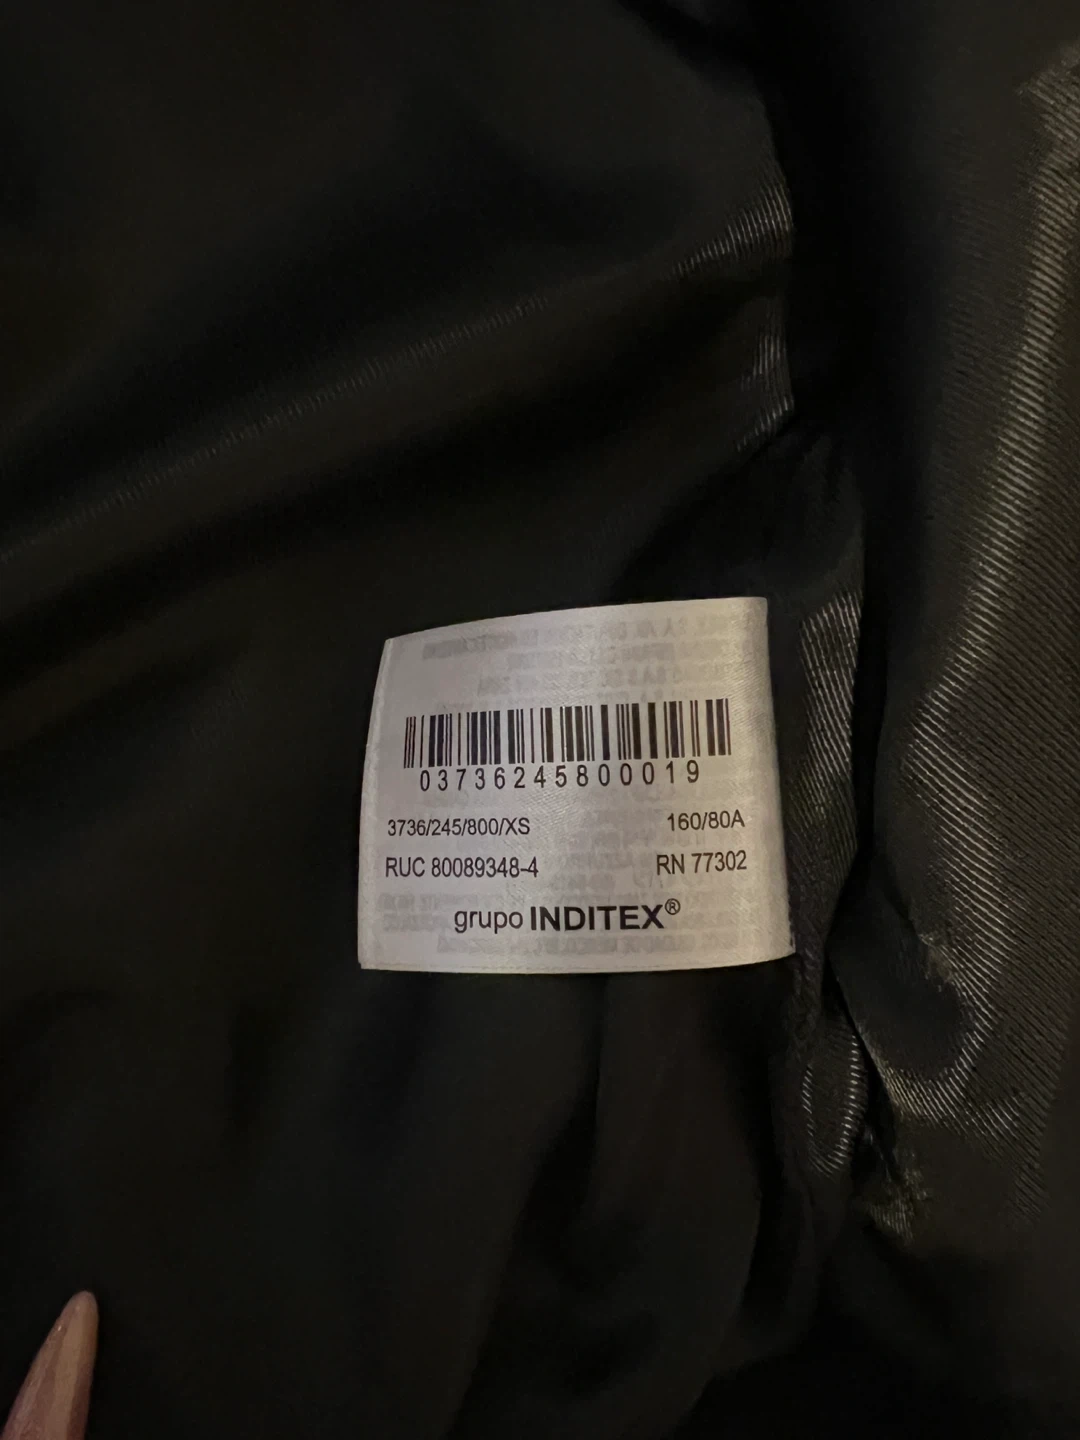 03736245800019
3736/245/800/XS 160/80A
RUC 80089348-4 RN 77302
grupo INDITEX®